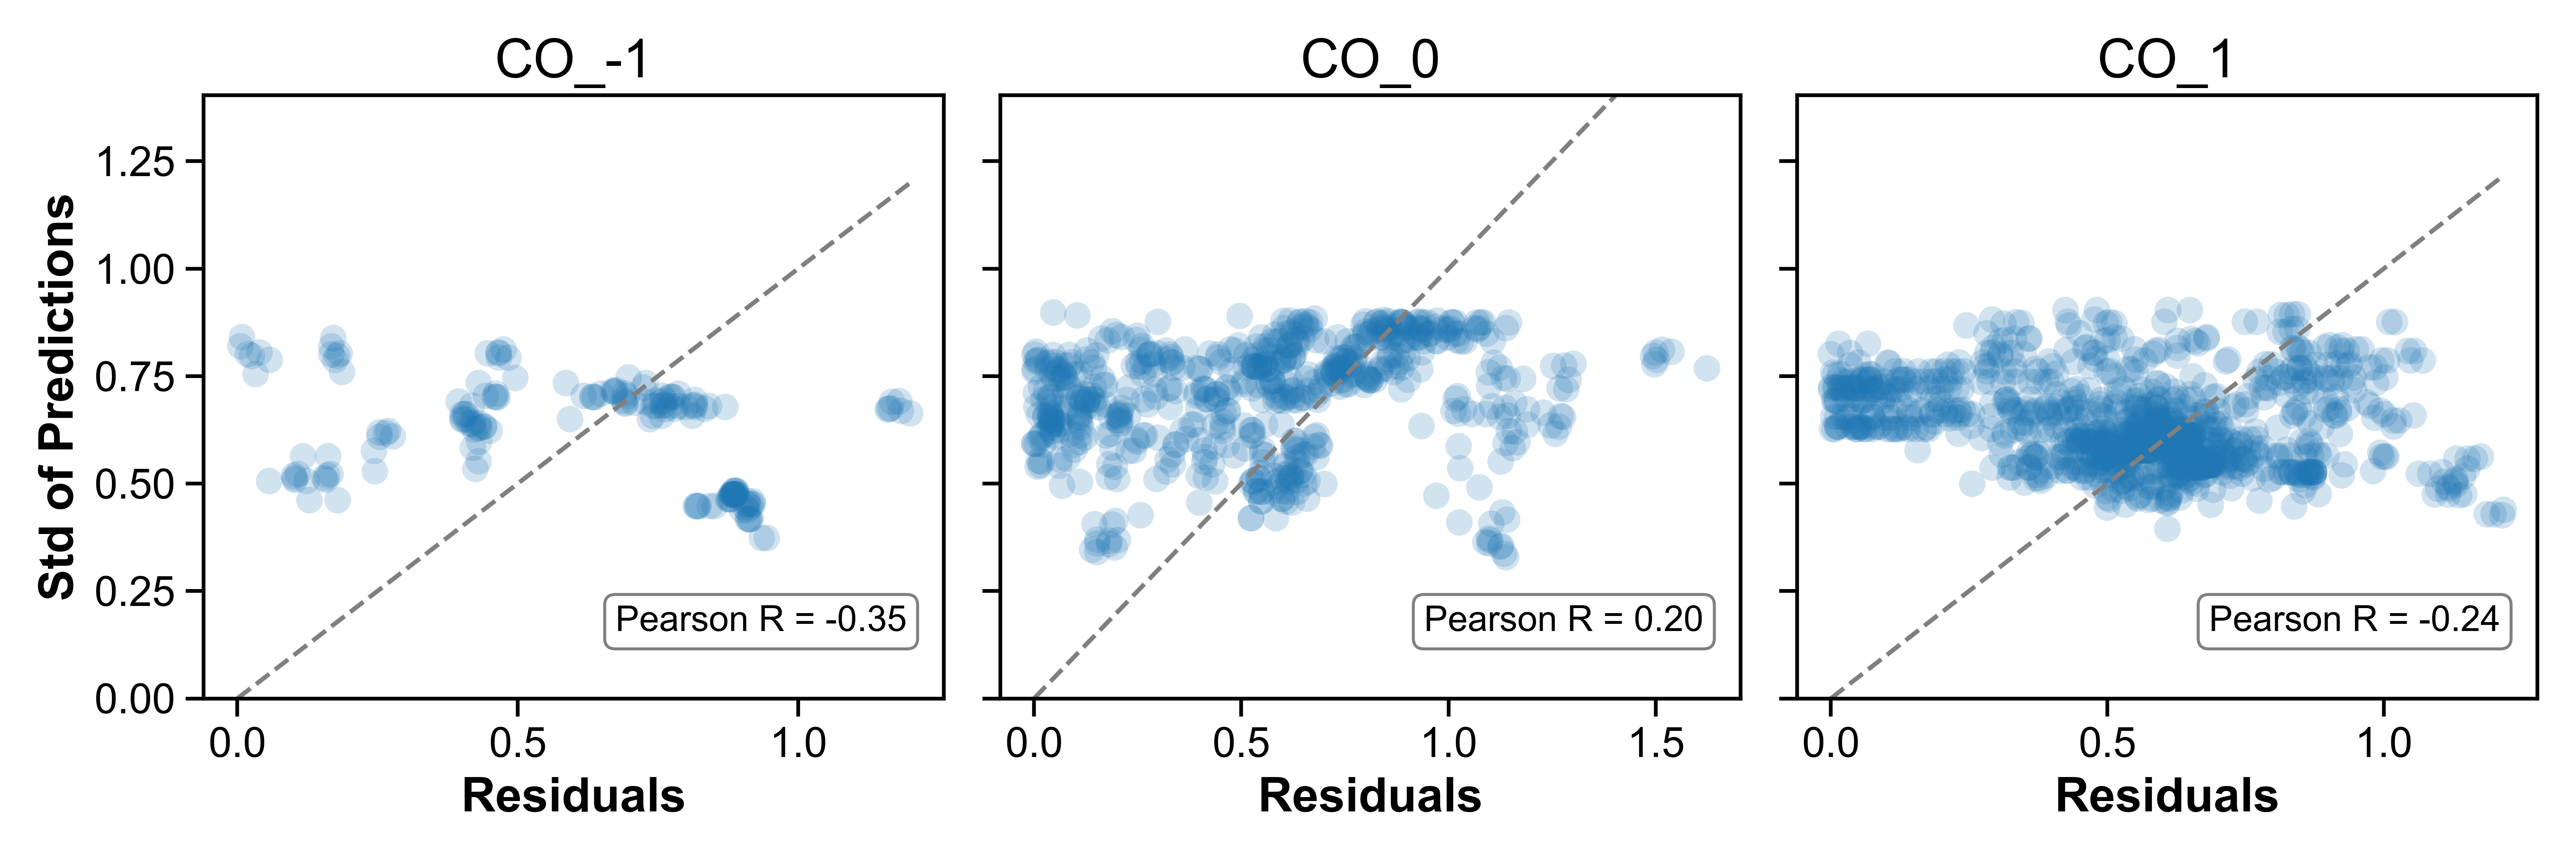 CO_-1
CO_0
CO_1
Std of Predictions
1.25
1.00
0.75
0.50
0.25
0.00
Pearson R = -0.35
Pearson R = 0.20
Pearson R = -0.24
0.0 0.5 1.0
0.0 0.5 1.0 1.5
0.0 0.5 1.0
Residuals
Residuals
Residuals